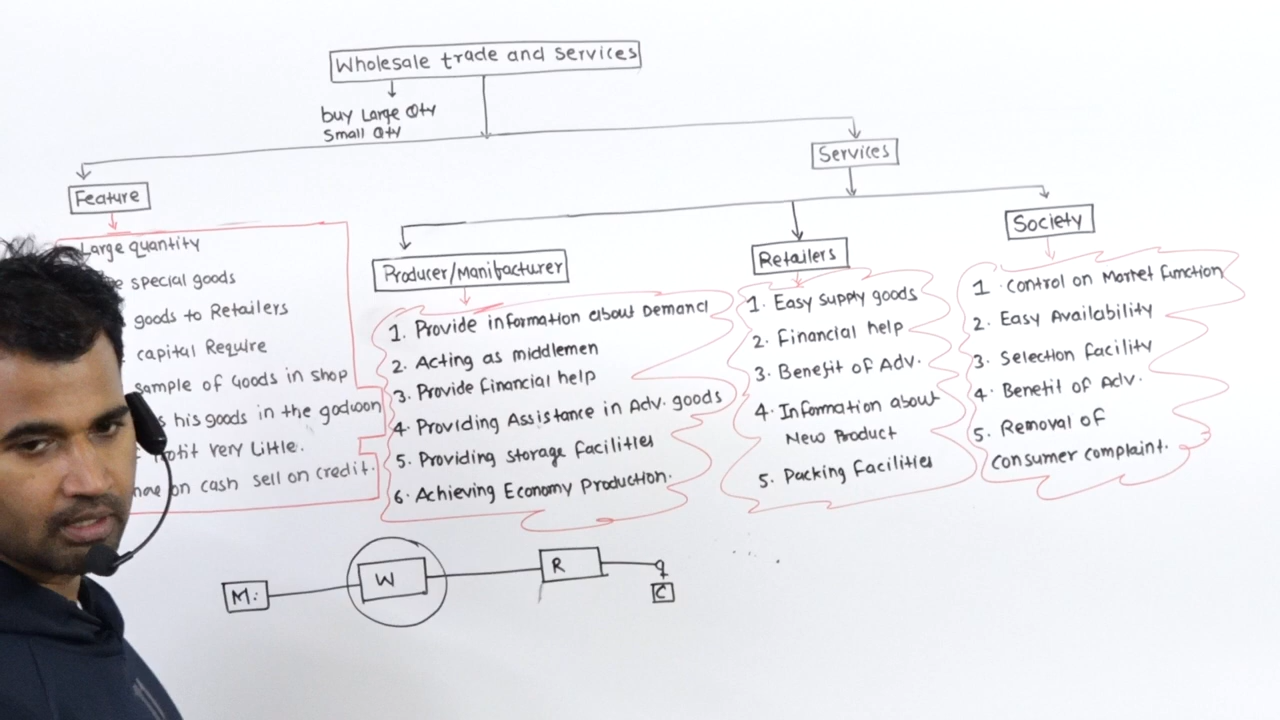 Wholesale trade and services
buy Large Qty
Small Qty
Services
Feature
Large quantity
special goods
goods to Retailers
capital Require
sample of Goods in shop
his goods in the godwon
very Little.
on cash sell on credit.
Producer/Manifacturer
1. Provide information about Demand
2. Acting as middlemen
3. Provide financial help
4. Providing Assistance in Adv. goods
5. Providing storage facilities
6. Achieving Economy Production.
Retailers
1. Easy supply goods
2. Financial help
3. Benefit of Adv.
4. Information about
New Product
5. Packing Facilities
Society
1. control on Market function
2. Easy Availability
3. Selection facility
4. Benefit of Adv.
5. Removal of
consumer complaint.
M:
W
R
C